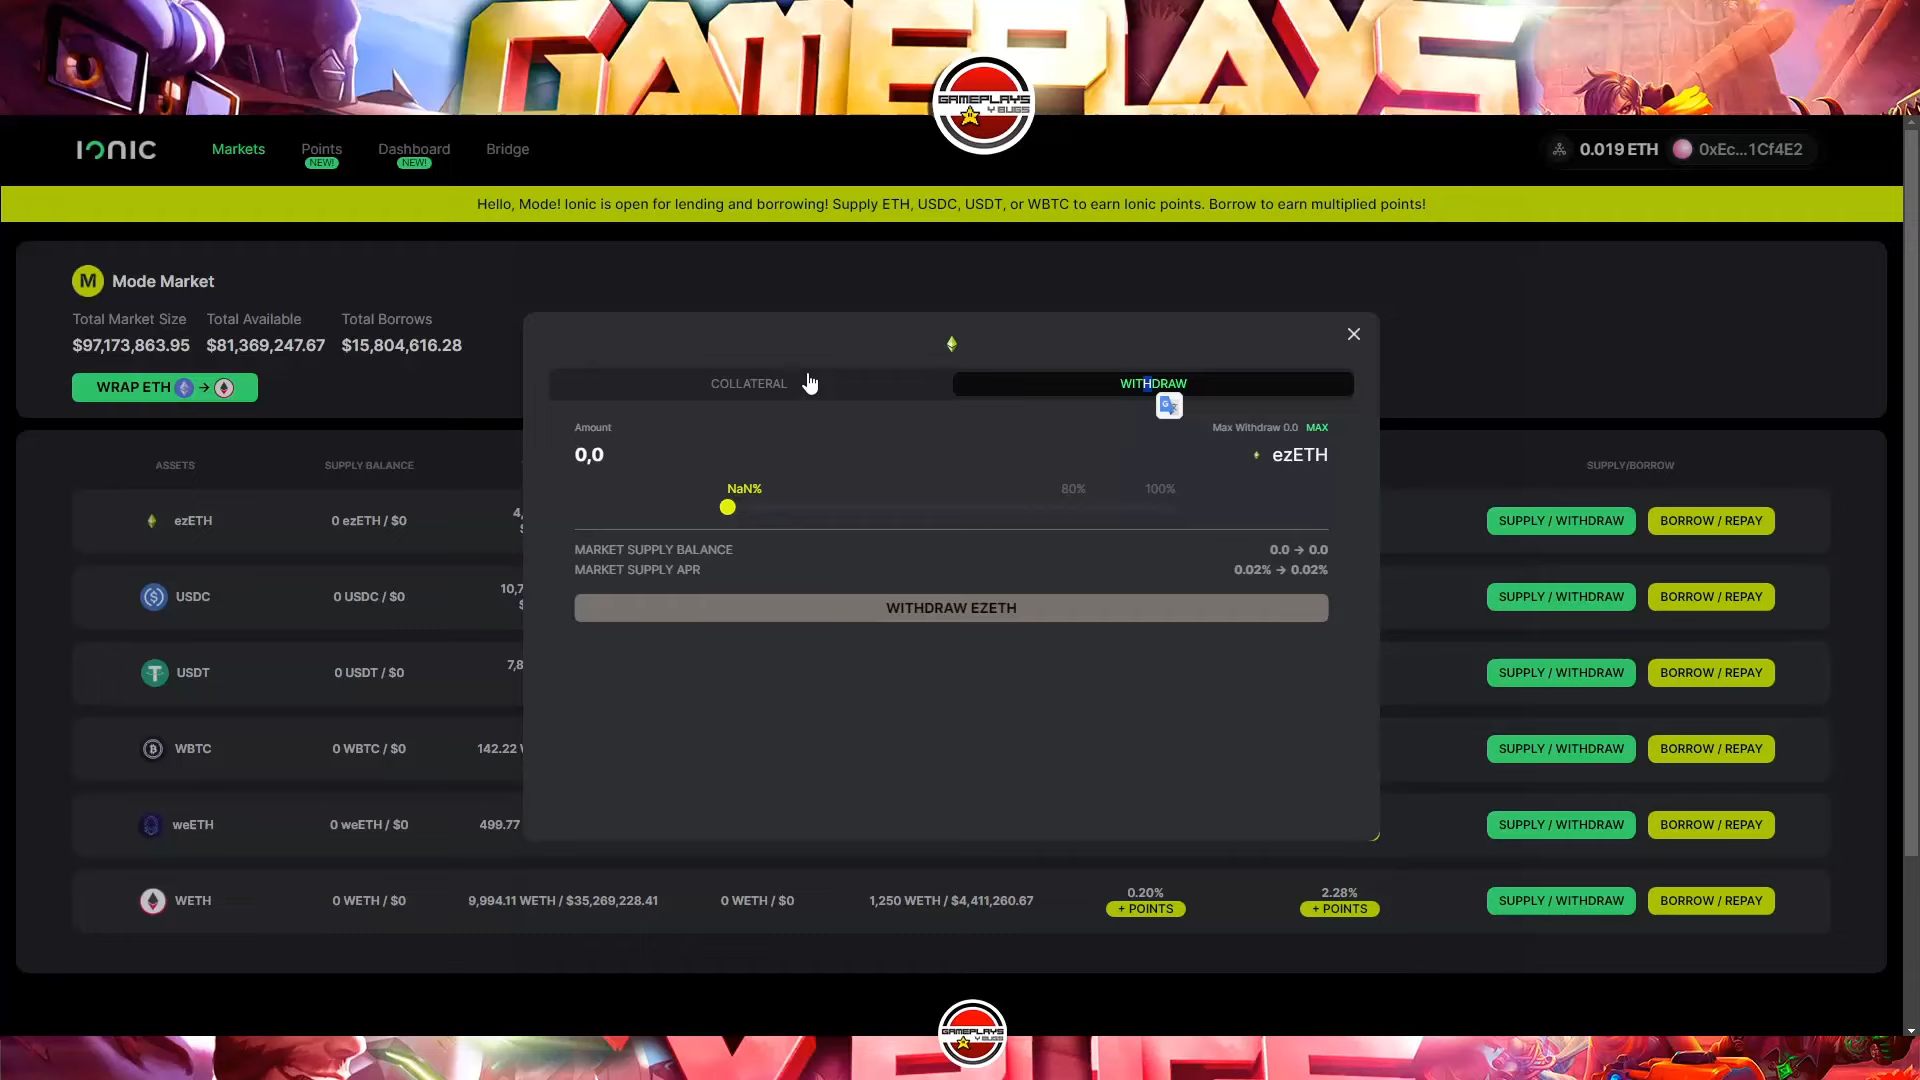 GAMEPLAYS
GAMEPLAYS
Y BUGS
IONIC
Markets
Points
NEW!
Dashboard
NEW!
Bridge
0.019 ETH
0xEc...1Cf4E2
Hello, Mode! Ionic is open for lending and borrowing! Supply ETH, USDC, USDT, or WBTC to earn Ionic points. Borrow to earn multiplied points!
M Mode Market
Total Market Size Total Available Total Borrows
$97,173,863.95 $81,369,247.67 $15,804,616.28
WRAP ETH
COLLATERAL
WITHDRAW
Amount
Max Withdraw 0.0 MAX
0,0
ezETH
NaN%
80%
100%
MARKET SUPPLY BALANCE
0.0 → 0.0
MARKET SUPPLY APR
0.02% → 0.02%
WITHDRAW EZETH
ASSETS
SUPPLY BALANCE
SUPPLY/BORROW
ezETH
0 ezETH / $0
4,
SUPPLY / WITHDRAW
BORROW / REPAY
USDC
0 USDC / $0
10,7
SUPPLY / WITHDRAW
BORROW / REPAY
USDT
0 USDT / $0
7,8
SUPPLY / WITHDRAW
BORROW / REPAY
WBTC
0 WBTC / $0
142.22
SUPPLY / WITHDRAW
BORROW / REPAY
weETH
0 weETH / $0
499.77
SUPPLY / WITHDRAW
BORROW / REPAY
WETH
0 WETH / $0
9,994.11 WETH / $35,269,228.41
0 WETH / $0
1,250 WETH / $4,411,260.67
0.20%
+ POINTS
2.28%
+ POINTS
SUPPLY / WITHDRAW
BORROW / REPAY
GAMEPLAYS
Y BUGS